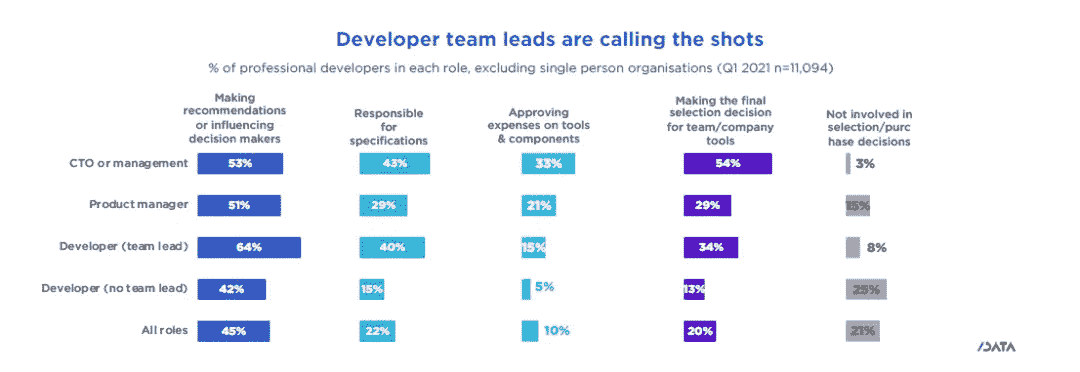 Developer team leads are calling the shots
% of professional developers in each role, excluding single person organisations (Q1 2021 n=11,094)
Making
recommendations
or influencing
decision makers
Responsible
for
specifications
Approving
expenses on tools
& components
Making the final
selection decision
for team/company
tools
Not involved in
selection/purc
hase decisions
CTO or management 53% 43% 33% 54% 3%
Product manager 51% 29% 21% 29% 15%
Developer (team lead) 64% 40% 15% 34% 8%
Developer (no team lead) 42% 15% 5% 13% 25%
All roles 45% 22% 10% 20% 21%
/DATA